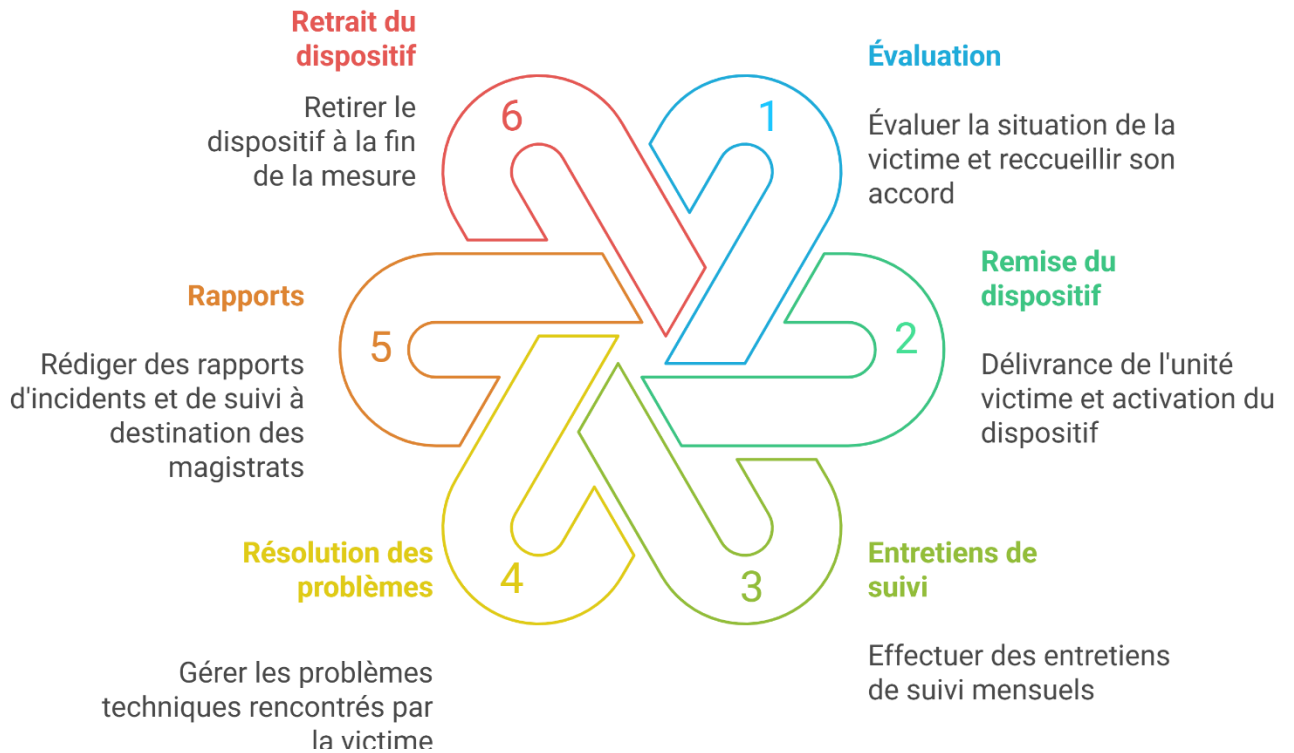 1
Évaluation
Évaluer la situation de la
victime et reccueillir son
accord
2
Remise du
dispositif
Délivrance de l'unité
victime et activation du
dispositif
3
Entretiens de
suivi
Effectuer des entretiens
de suivi mensuels
4
Résolution des
problèmes
Gérer les problèmes
techniques rencontrés par
la victime
5
Rapports
Rédiger des rapports
d'incidents et de suivi à
destination des
magistrats
6
Retrait du
dispositif
Retirer le
dispositif à la fin
de la mesure